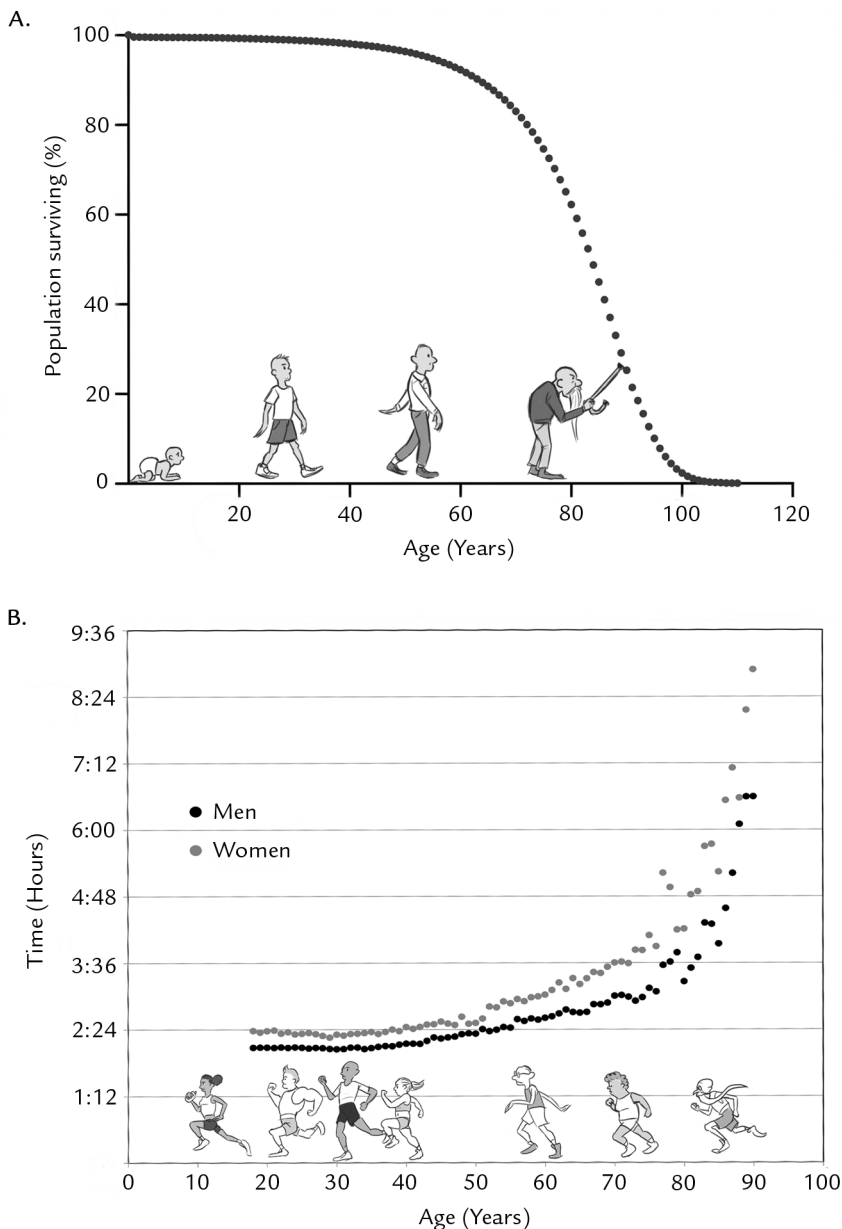 A.
100
80
60
40
20
0
Population surviving (%)
20 40 60 80 100 120
Age (Years)
B.
9:36
8:24
7:12
6:00
4:48
3:36
2:24
1:12
Time (Hours)
Men
Women
0 10 20 30 40 50 60 70 80 90 100
Age (Years)